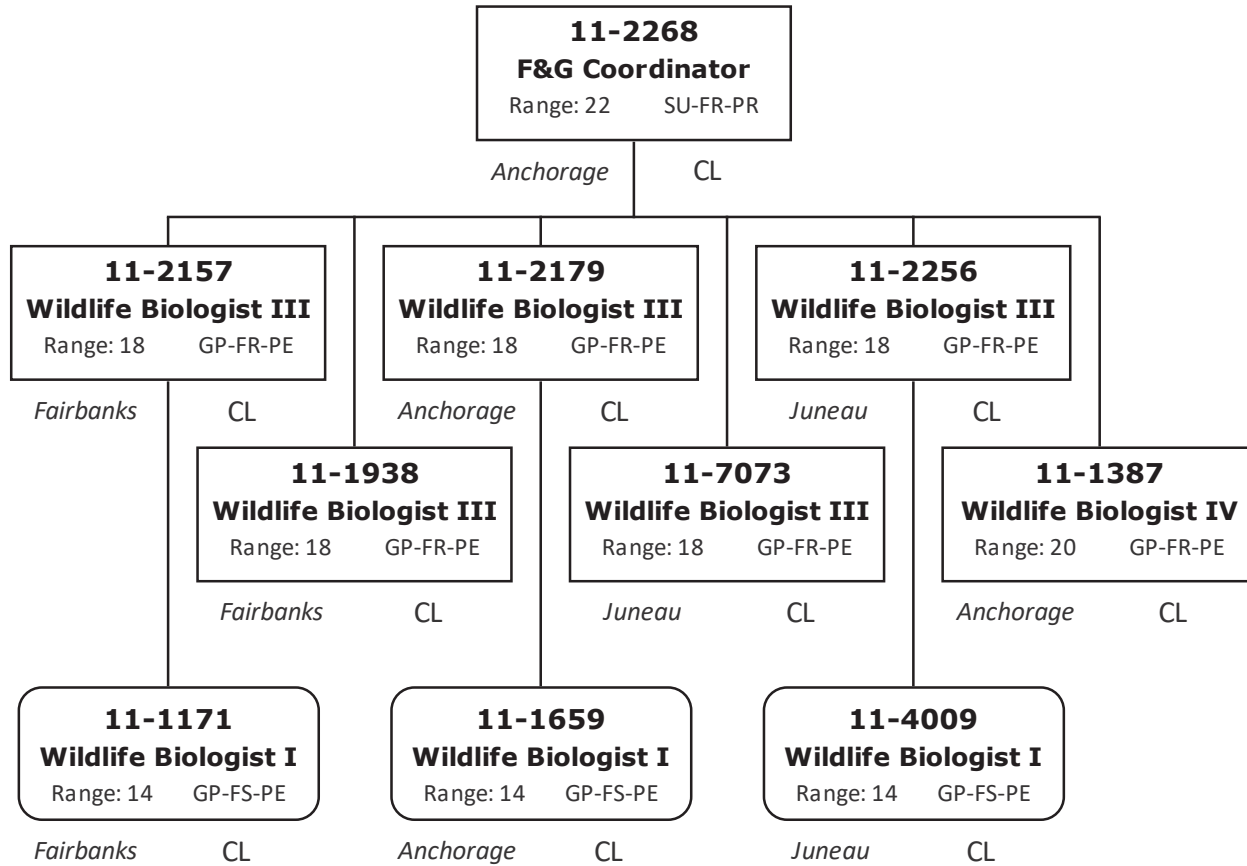 11-2268
F&G Coordinator
Range: 22 SU-FR-PR
Anchorage CL
11-2157
Wildlife Biologist III
Range: 18 GP-FR-PE
Fairbanks CL
11-2179
Wildlife Biologist III
Range: 18 GP-FR-PE
Anchorage CL
11-2256
Wildlife Biologist III
Range: 18 GP-FR-PE
Juneau CL
11-1938
Wildlife Biologist III
Range: 18 GP-FR-PE
Fairbanks CL
11-7073
Wildlife Biologist III
Range: 18 GP-FR-PE
Juneau CL
11-1387
Wildlife Biologist IV
Range: 20 GP-FR-PE
Anchorage CL
11-1171
Wildlife Biologist I
Range: 14 GP-FS-PE
Fairbanks CL
11-1659
Wildlife Biologist I
Range: 14 GP-FS-PE
Anchorage CL
11-4009
Wildlife Biologist I
Range: 14 GP-FS-PE
Juneau CL